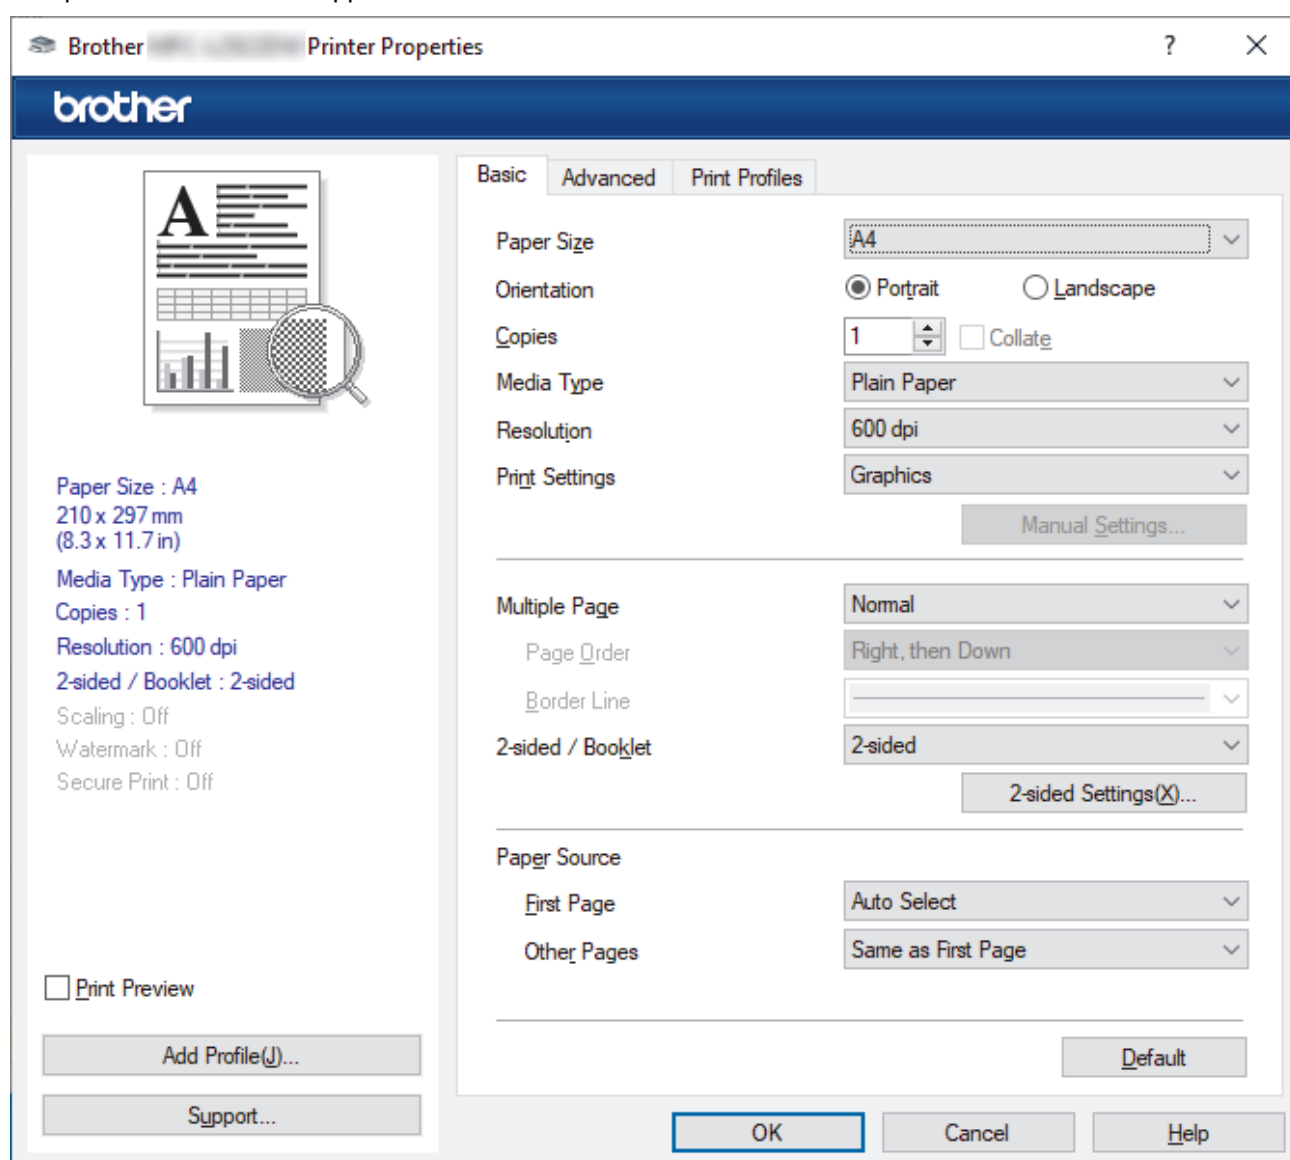 Brother Printer Properties ?
brother
Basic Advanced Print Profiles
A
Paper Size : A4
210 x 297 mm
(8.3 x 11.7 in)
Media Type : Plain Paper
Copies : 1
Resolution : 600 dpi
2-sided / Booklet : 2-sided
Scaling : Off
Watermark : Off
Secure Print : Off
Print Preview
Add Profile(J)...
Support...
Paper Size A4
Orientation Portrait Landscape
Copies 1 Collate
Media Type Plain Paper
Resolution 600 dpi
Print Settings Graphics
Manual Settings...
Multiple Page Normal
Page Order Right, then Down
Border Line
2-sided / Booklet 2-sided
2-sided Settings(X)...
Paper Source
First Page Auto Select
Other Pages Same as First Page
Default
OK Cancel Help